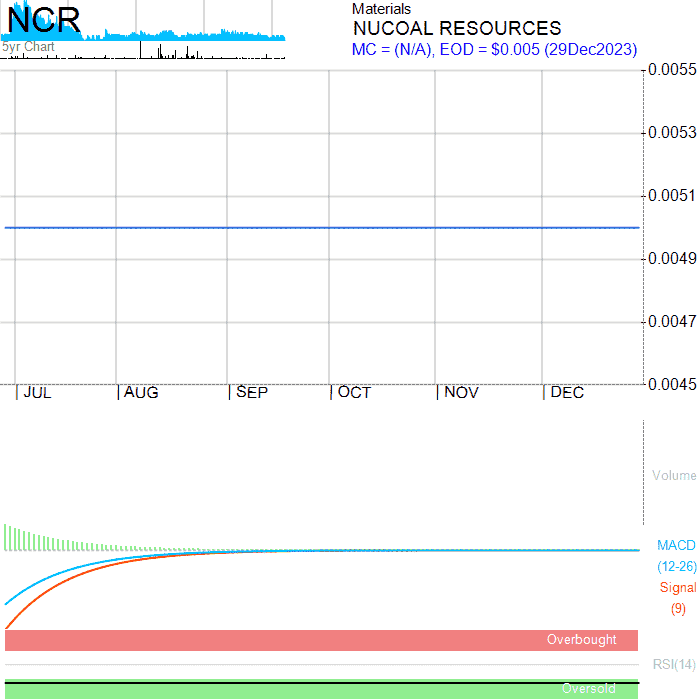 NCR
5yr Chart
Materials
NUCOAL RESOURCES
MC = (N/A), EOD = $0.005 (29Dec2023)
0.0055
0.0053
0.0051
0.0049
0.0047
0.0045
JUL
AUG
SEP
OCT
NOV
DEC
Volume
MACD
(12-26)
Signal
(9)
Overbought
RSI(14)
Oversold